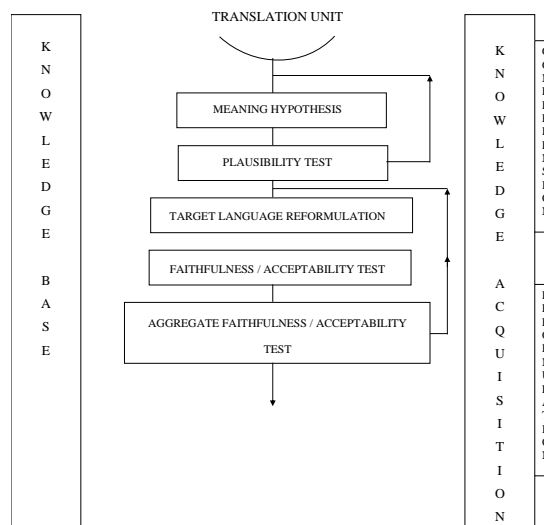 TRANSLATION UNIT
KNOWLEDGE BASE
MEANING HYPOTHESIS
PLAUSIBILITY TEST
TARGET LANGUAGE REFORMULATION
FAITHFULNESS / ACCEPTABILITY TEST
AGGREGATE FAITHFULNESS / ACCEPTABILITY
TEST
KNOWLEDGE ACQUISITION